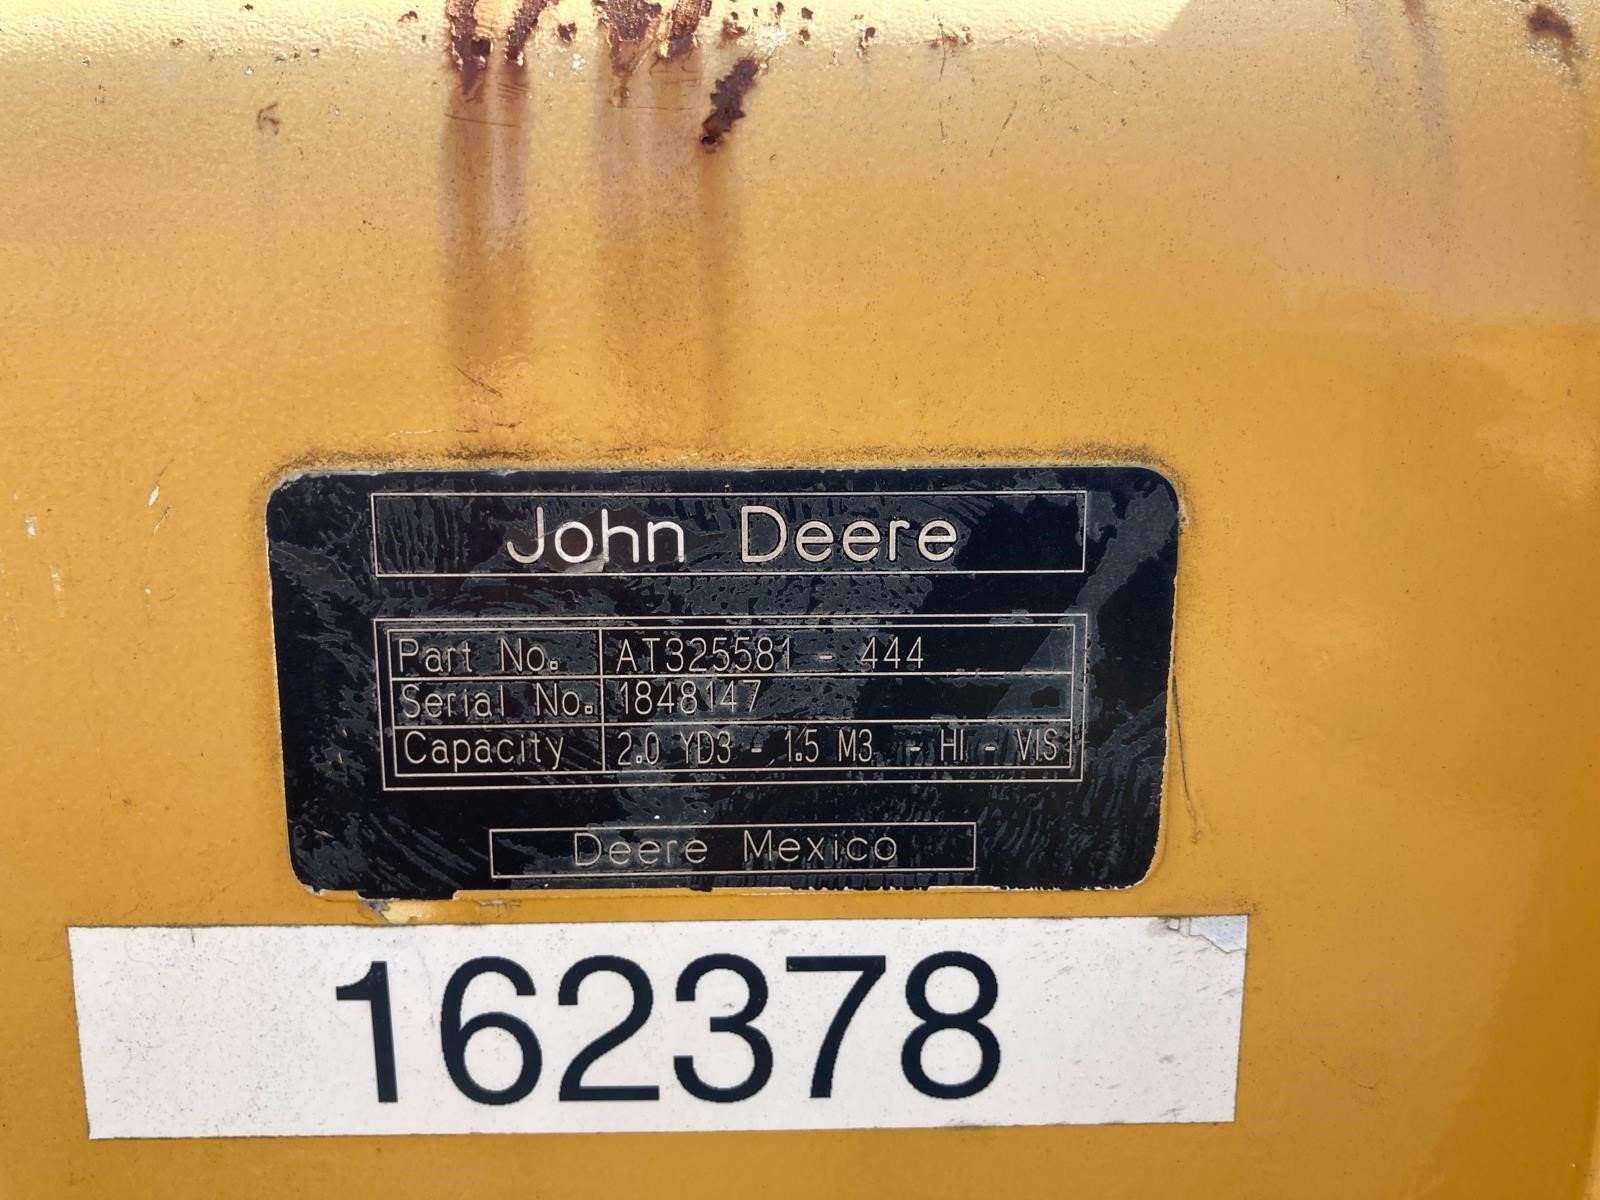 John Deere
Part No. AT325581 - 444
Serial No. 1848147
Capacity 2.0 YD3 - 1.5 M3 - HI - VIS
Deere Mexico
162378